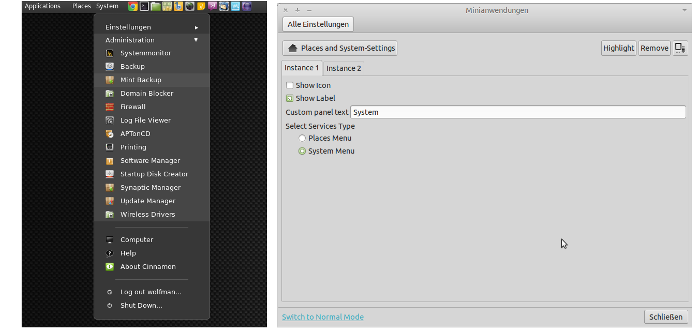 Applications Places System
Einstellungen
Administration
Systemmonitor
Backup
Mint Backup
Domain Blocker
Firewall
Log File Viewer
APTonCD
Printing
Software Manager
Startup Disk Creator
Synaptic Manager
Update Manager
Wireless Drivers
Computer
Help
About Cinnamon
Log out wolfman...
Shut Down...
Minianwendungen
Alle Einstellungen
Places and System-Settings Highlight Remove
Instance 1 Instance 2
Show Icon
Show Label
Custom panel text System
Select Services Type
Places Menu
System Menu
Switch to Normal Mode Schließen